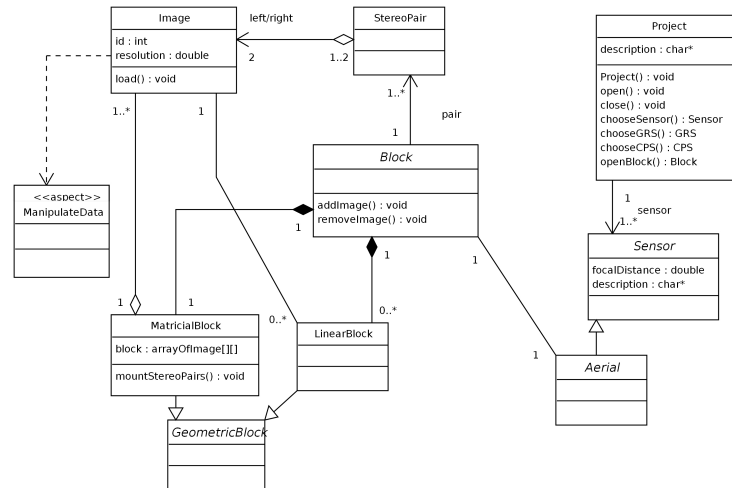 Image
id : int
resolution : double
load() : void
left/right
2
1..2
StereoPair
Project
description : char*
Project() : void
open() : void
close() : void
chooseSensor() : Sensor
chooseGRS() : GRS
chooseCPS() : CPS
openBlock() : Block
1..*
1
1..*
pair
1
Block
addImage() : void
removeImage() : void
<<aspect>>
ManipulateData
1
sensor
1..*
Sensor
focalDistance : double
description : char*
1
1
1
1
1
0..*
0..*
MatricialBlock
block : arrayOfImage[][]
mountStereoPairs() : void
LinearBlock
1
Aerial
GeometricBlock